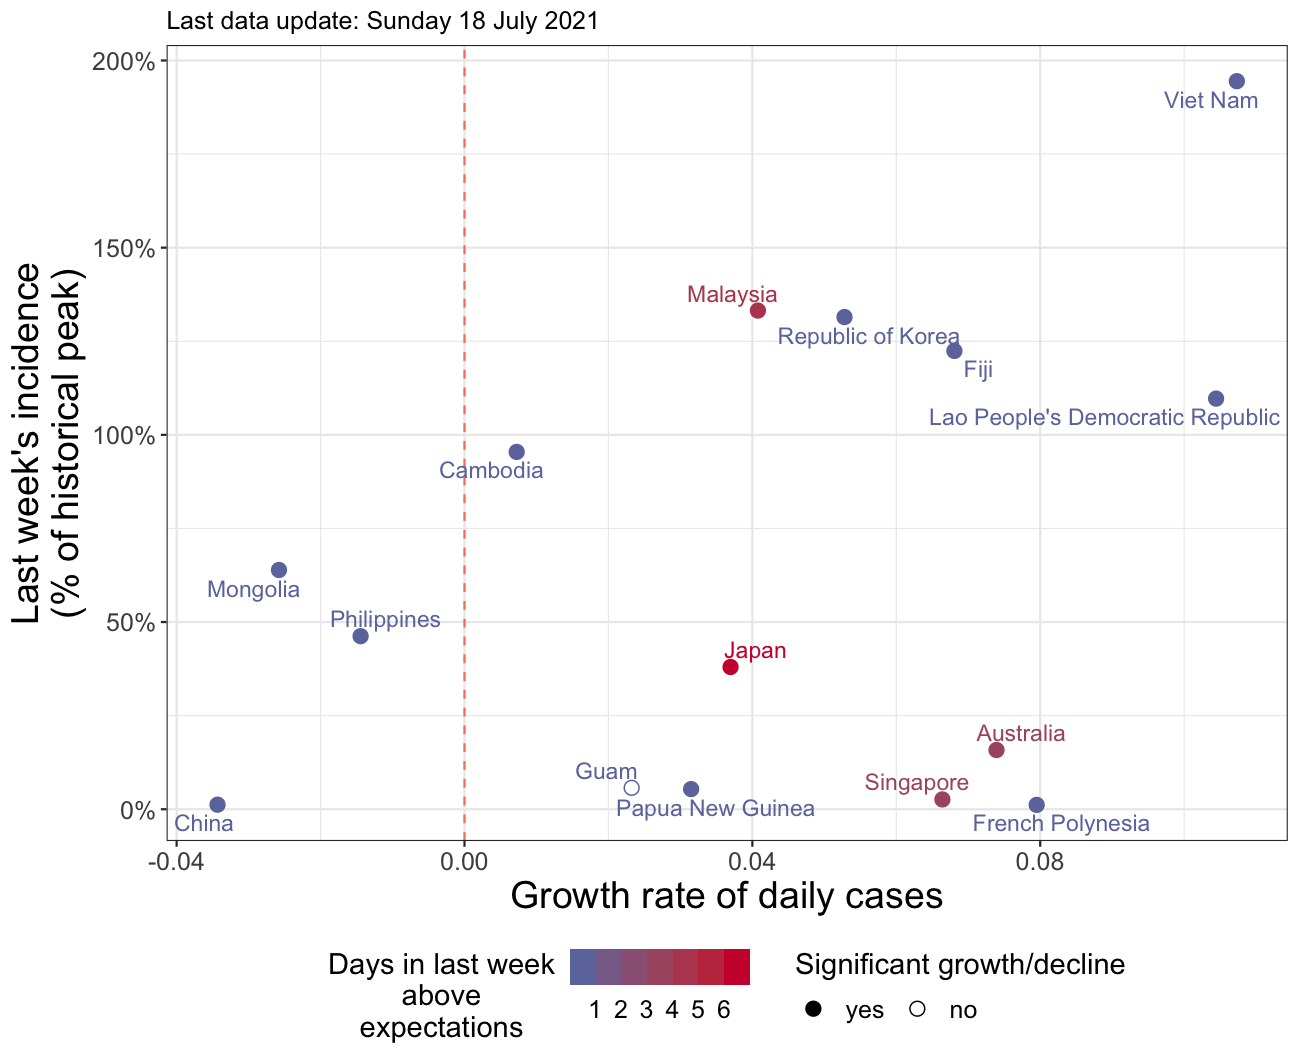 Last data update: Sunday 18 July 2021
Last week's incidence
(% of historical peak)
200%
150%
100%
50%
0%
Viet Nam
Malaysia
Republic of Korea
Fiji
Lao People's Democratic Republic
Cambodia
Mongolia
Philippines
Japan
Australia
Guam
Singapore
Papua New Guinea
China
French Polynesia
-0.04 0.00 0.04 0.08
Growth rate of daily cases
Days in last week
above
expectations
1 2 3 4 5 6
Significant growth/decline
yes no